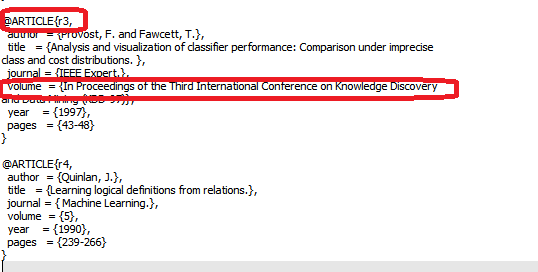 @ARTICLE{r3,
author = {Provost, F. and Fawcett, T.},
title = {Analysis and visualization of classifier performance: Comparison under imprecise
class and cost distributions. },
journal = {IEEE Expert.},
volume = {In Proceedings of the Third International Conference on Knowledge Discovery
and Data Mining (KDD-97)},
year = {1997},
pages = {43-48}
}
@ARTICLE{r4,
author = {Quinlan, J.},
title = {Learning logical definitions from relations.},
journal = { Machine Learning.},
volume = {5},
year = {1990},
pages = {239-266}
}